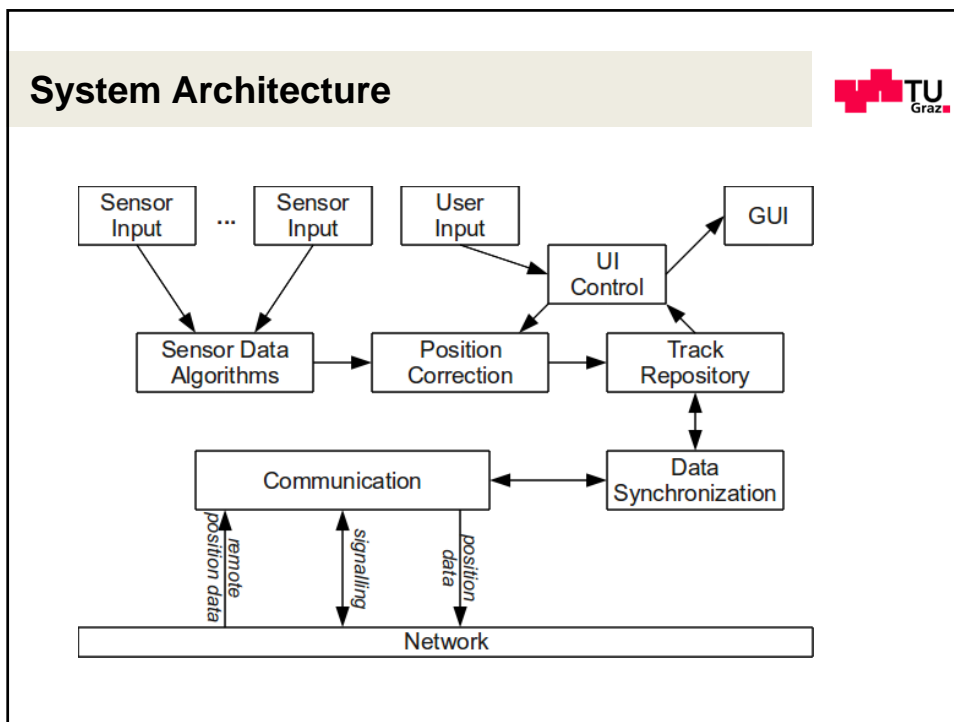 System Architecture
TU
Graz
Sensor
Input
...
Sensor
Input
User
Input
GUI
UI
Control
Sensor Data
Algorithms
Position
Correction
Track
Repository
Communication
Data
Synchronization
remote
position data
signalling
position
data
Network